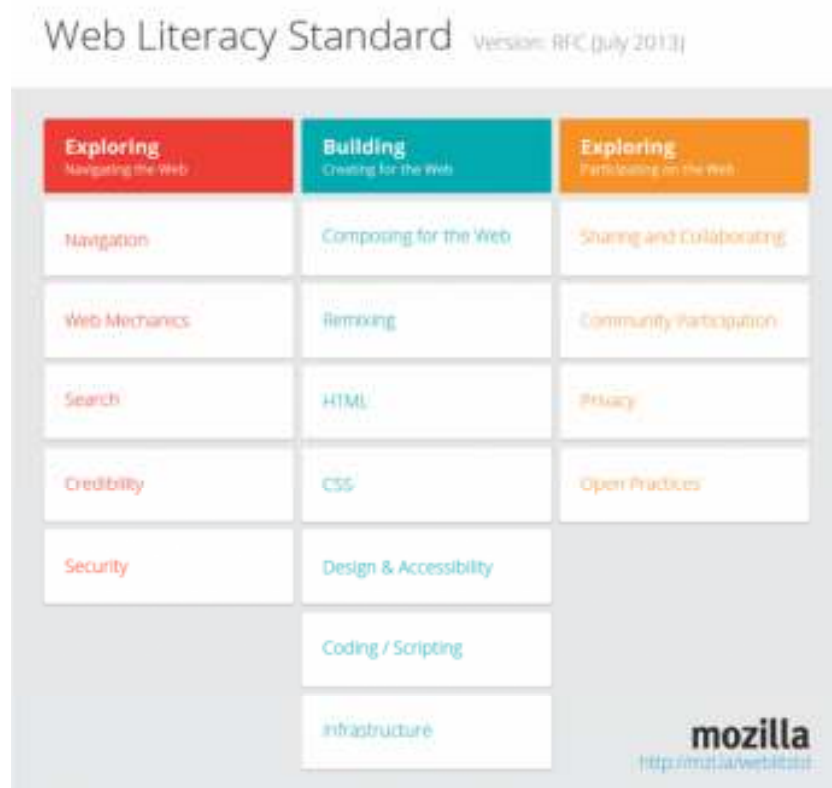 Web Literacy Standard Version: RFC (July 2013)
Exploring
Navigating the Web
Navigation
Web Mechanics
Search
Credibility
Security
Building
Creating for the Web
Composing for the Web
Remixing
HTML
CSS
Design & Accessibility
Coding / Scripting
Infrastructure
Exploring
Participating on the Web
Sharing and Collaborating
Community Participation
Privacy
Open Practices
mozilla